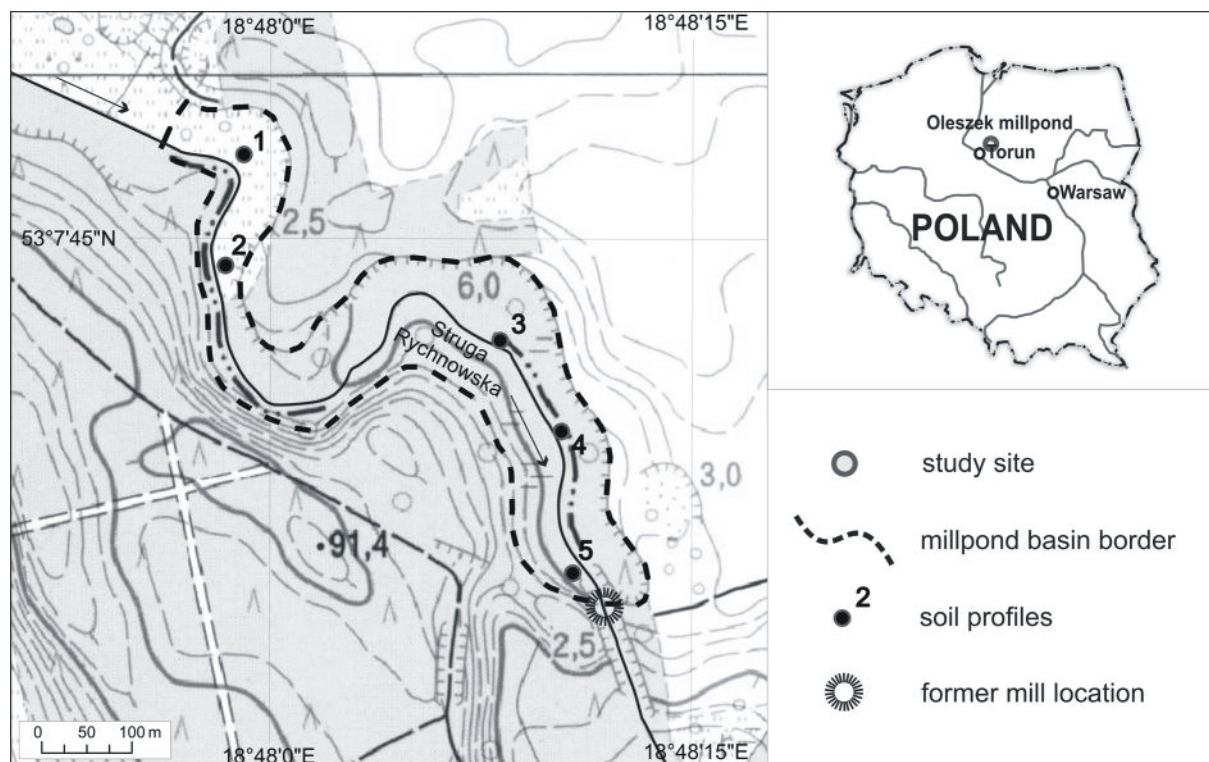 18°48'0"E
18°48'15"E
1
53°7'45"N
2
2,5
6,0
3
Struga
Rychnowska
4
3,0
91,4
5
2,5
0 50 100 m
18°48'0"E
18°48'15"E
Oleszek millpond
Torun
Warsaw
POLAND
study site
millpond basin border
2
soil profiles
former mill location